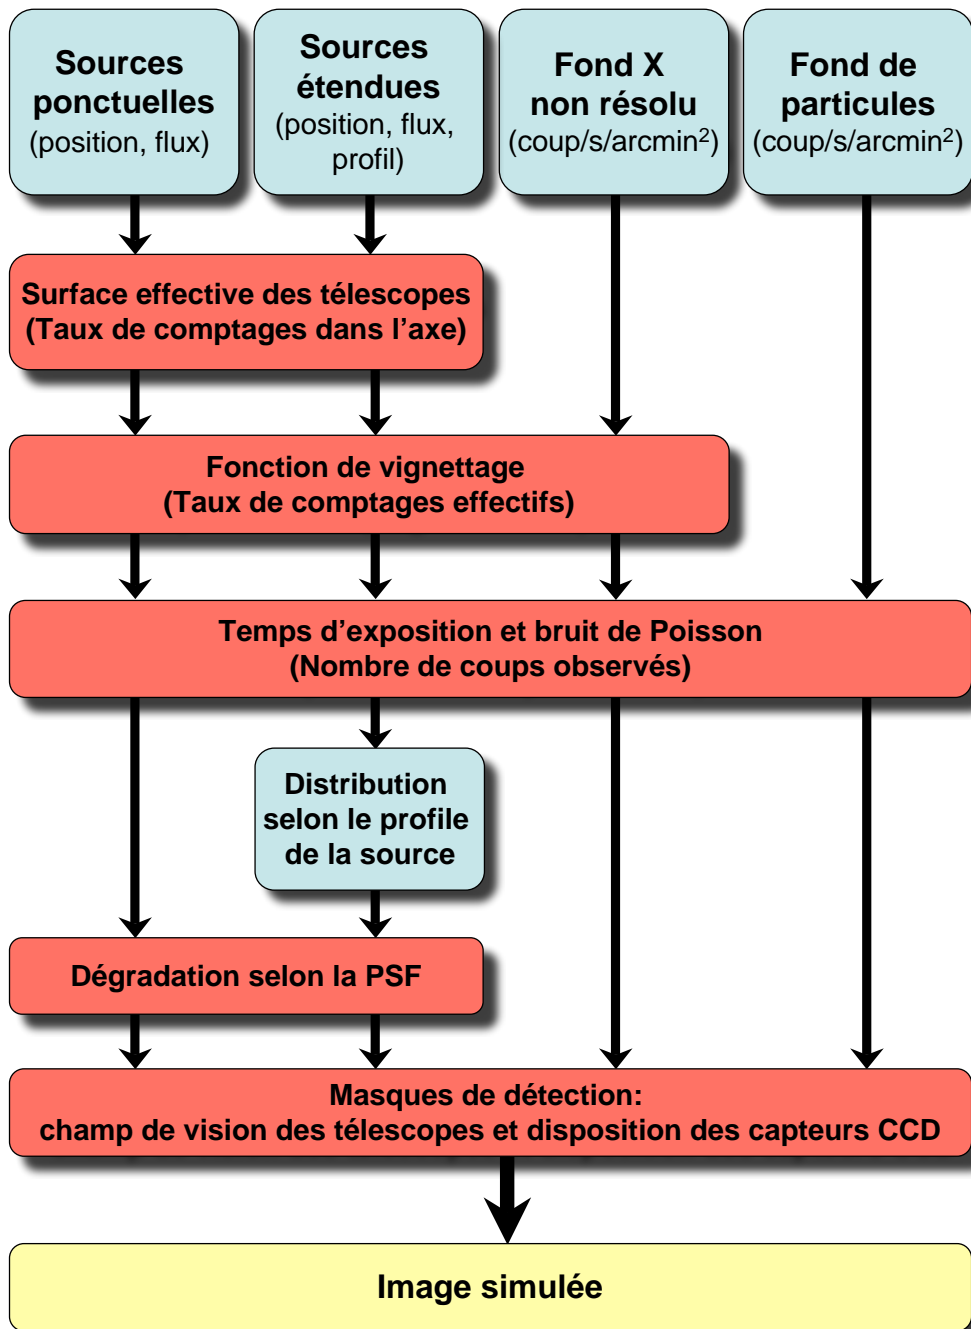 Sources
ponctuelles
(position, flux)
Sources
étendues
(position, flux,
profil)
Fond X
non résolu
(coup/s/arcmin²)
Fond de
particules
(coup/s/arcmin²)
Surface effective des télescopes
(Taux de comptages dans l'axe)
Fonction de vignettage
(Taux de comptages effectifs)
Temps d'exposition et bruit de Poisson
(Nombre de coups observés)
Distribution
selon le profile
de la source
Dégradation selon la PSF
Masques de détection:
champ de vision des télescopes et disposition des capteurs CCD
Image simulée